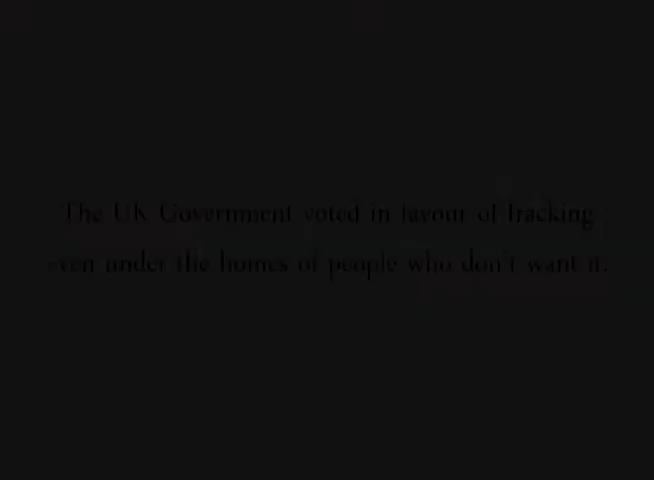 The UK Government voted in favour of fracking
even under the homes of people who don't want it.